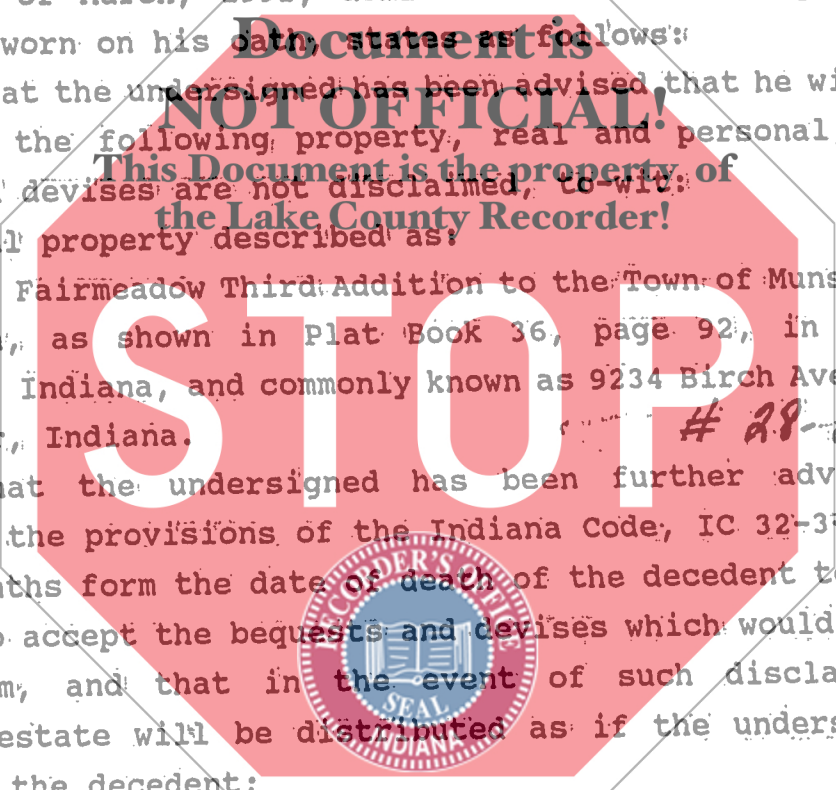 of March,
Document is
worn on his oath, states as follows:
at the undersigned has been advised that he wi
NOT OFFICIAL!
the following property, real and personal,
This Document is the property of
devises are not disclaimed, to-wit:
the Lake County Recorder!
l property described as:
Fairmeadow Third Addition to the Town of Muns
, as shown in Plat Book 36, page 92, in
Indiana, and commonly known as 9234 Birch Ave
, Indiana.
# 28-
STOP
hat the undersigned has been further adv
the provisions of the Indiana Code, IC 32-3
nths form the date of death of the decedent t
o accept the bequests and devises which would
m, and that in the event of such discla
estate will be distributed as if the unders
the decedent:
RECORDER'S OFFICE
SEAL
INDIANA